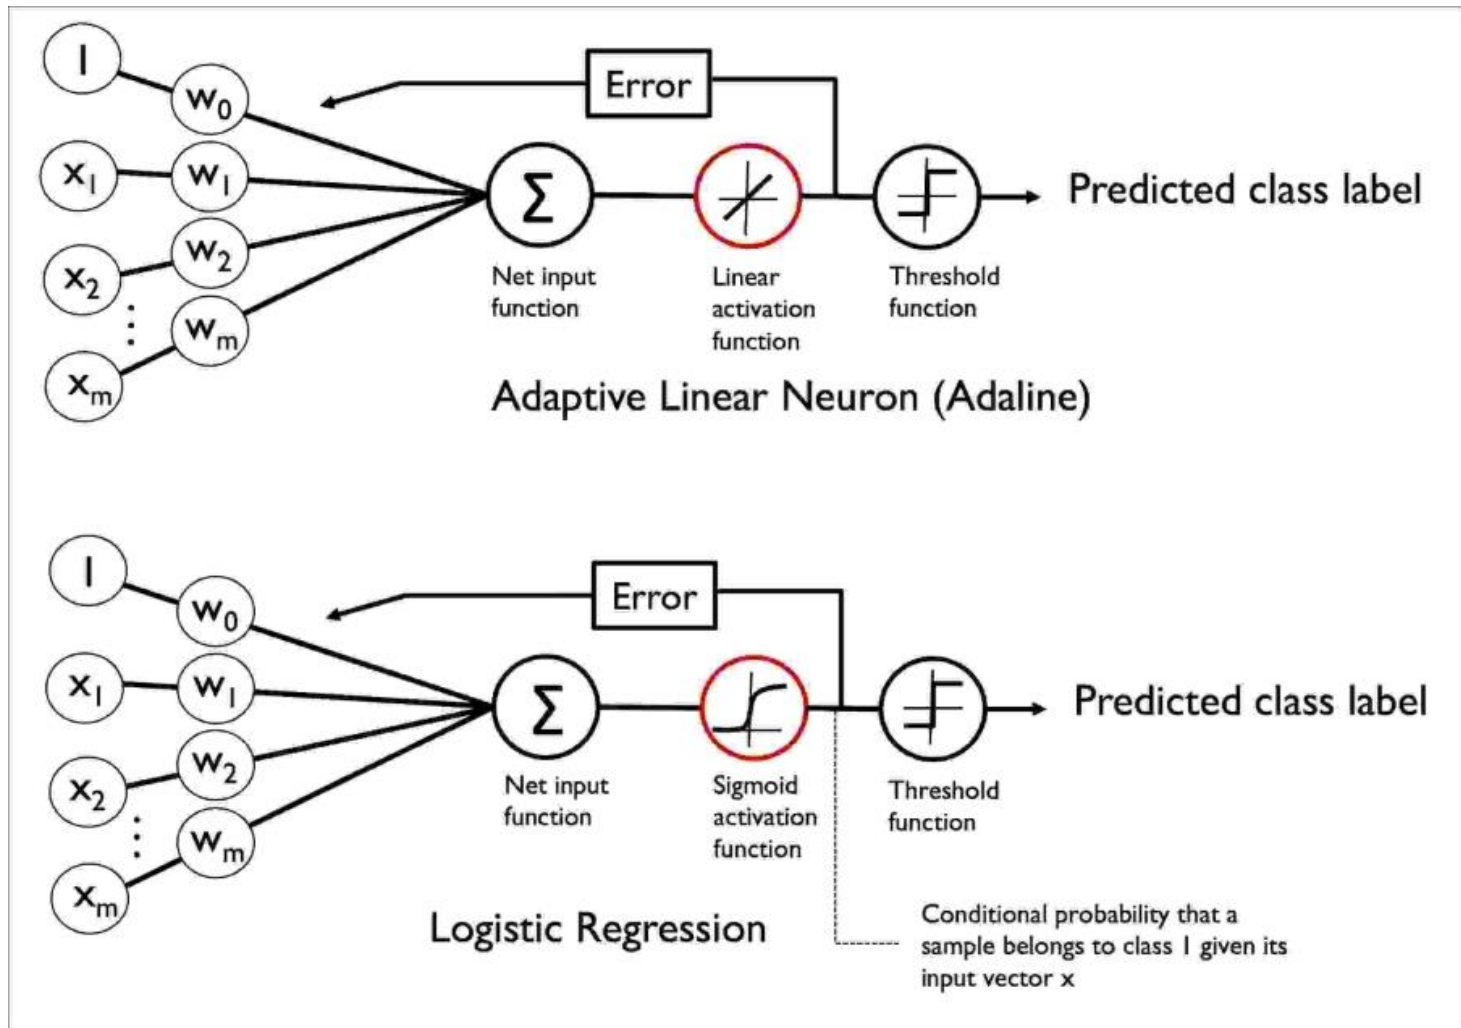 1
w0
x1
w1
x2
w2
⋮
xm
wm
Error
Σ
Net input
function
Linear
activation
function
Threshold
function
Predicted class label
Adaptive Linear Neuron (Adaline)
1
w0
x1
w1
x2
w2
⋮
xm
wm
Error
Σ
Net input
function
Sigmoid
activation
function
Threshold
function
Predicted class label
Logistic Regression
Conditional probability that a
sample belongs to class 1 given its
input vector x